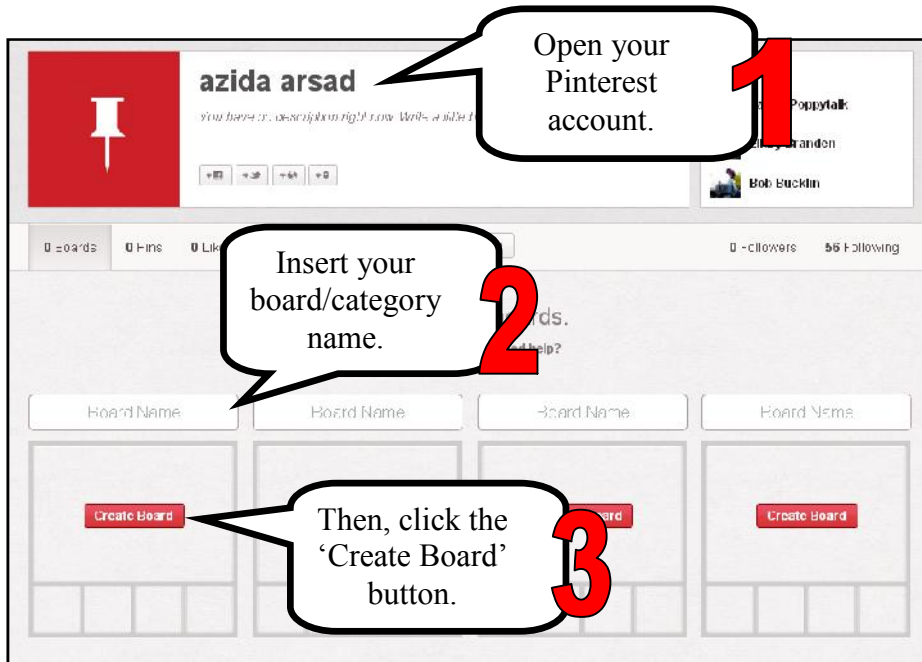 Open your
Pinterest
account.
1
azida arsad
Poppytalk
Branden
Bob Bucklin
0 Boards 0 Pins 0 Followers 56 Following
Insert your
board/category
name.
2
help?
Board Name Board Name Board Name Board Name
Create Board Create Board
Then, click the
‘Create Board’
button.
3